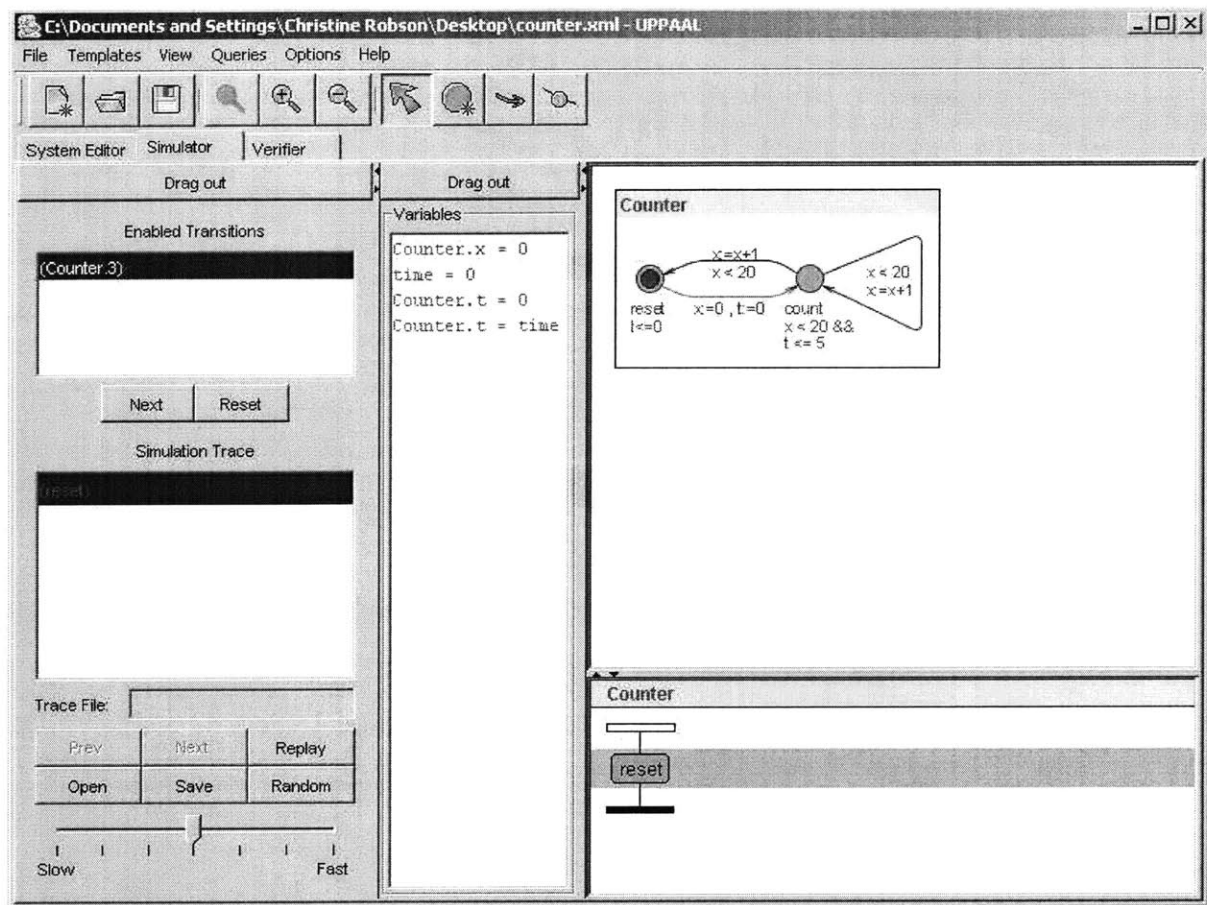 C:\Documents and Settings\Christine Robson\Desktop\counter.xml - UPPAAL
File Templates View Queries Options Help
System Editor Simulator Verifier
Drag out
Enabled Transitions
(Counter.3)
Next Reset
Simulation Trace
(reset)
Trace File:
Prev Next Replay
Open Save Random
Slow Fast
Drag out
Variables
Counter.x = 0
time = 0
Counter.t = 0
Counter.t = time
Counter
x=x+1
x < 20
reset
t<=0
x=0 , t:=0
count
x < 20 &&
t <= 5
x < 20
x:=x+1
Counter
reset